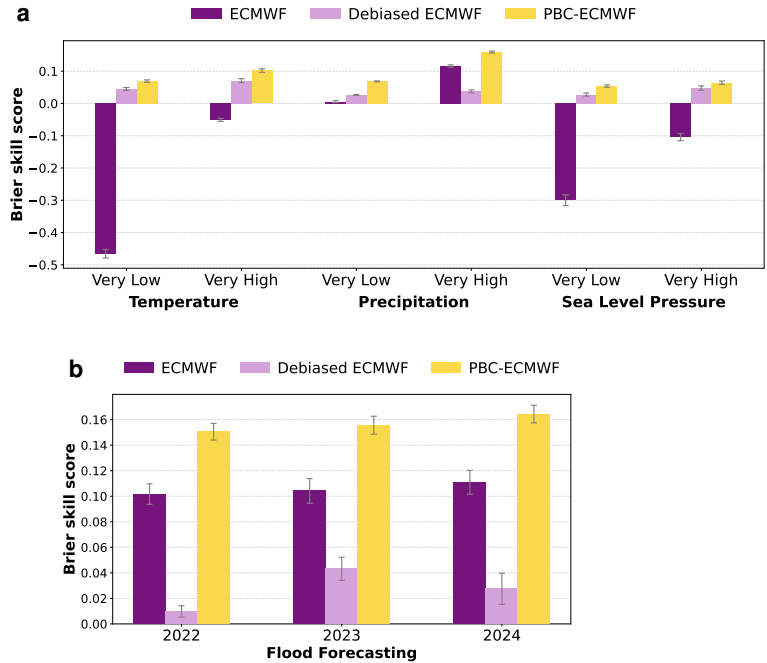 a
ECMWF Debiased ECMWF PBC-ECMWF
Brier skill score
0.1
0.0
−0.1
−0.2
−0.3
−0.4
−0.5
Very Low Very High Very Low Very High Very Low Very High
Temperature Precipitation Sea Level Pressure
b
ECMWF Debiased ECMWF PBC-ECMWF
Brier skill score
0.16
0.14
0.12
0.10
0.08
0.06
0.04
0.02
0.00
2022 2023 2024
Flood Forecasting